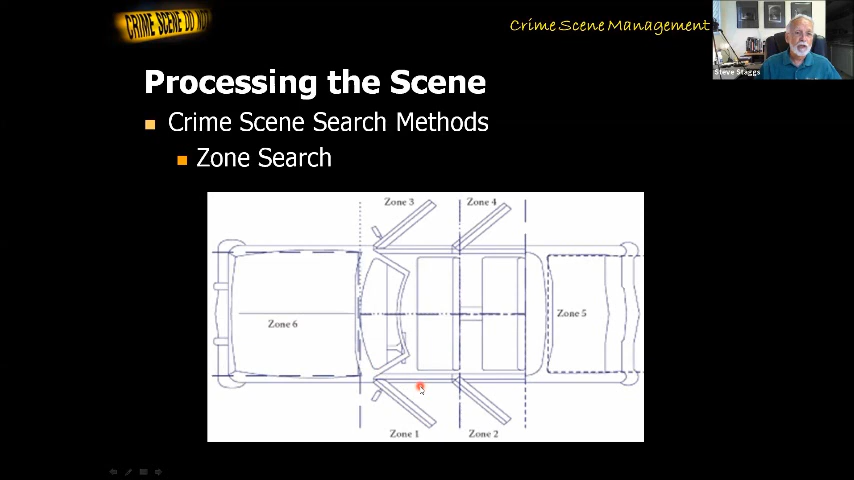 CRIME SCENE DO NOT
Crime Scene Management
Steve Staggs
Processing the Scene
Crime Scene Search Methods
Zone Search
Zone 3
Zone 4
Zone 6
Zone 5
Zone 1
Zone 2